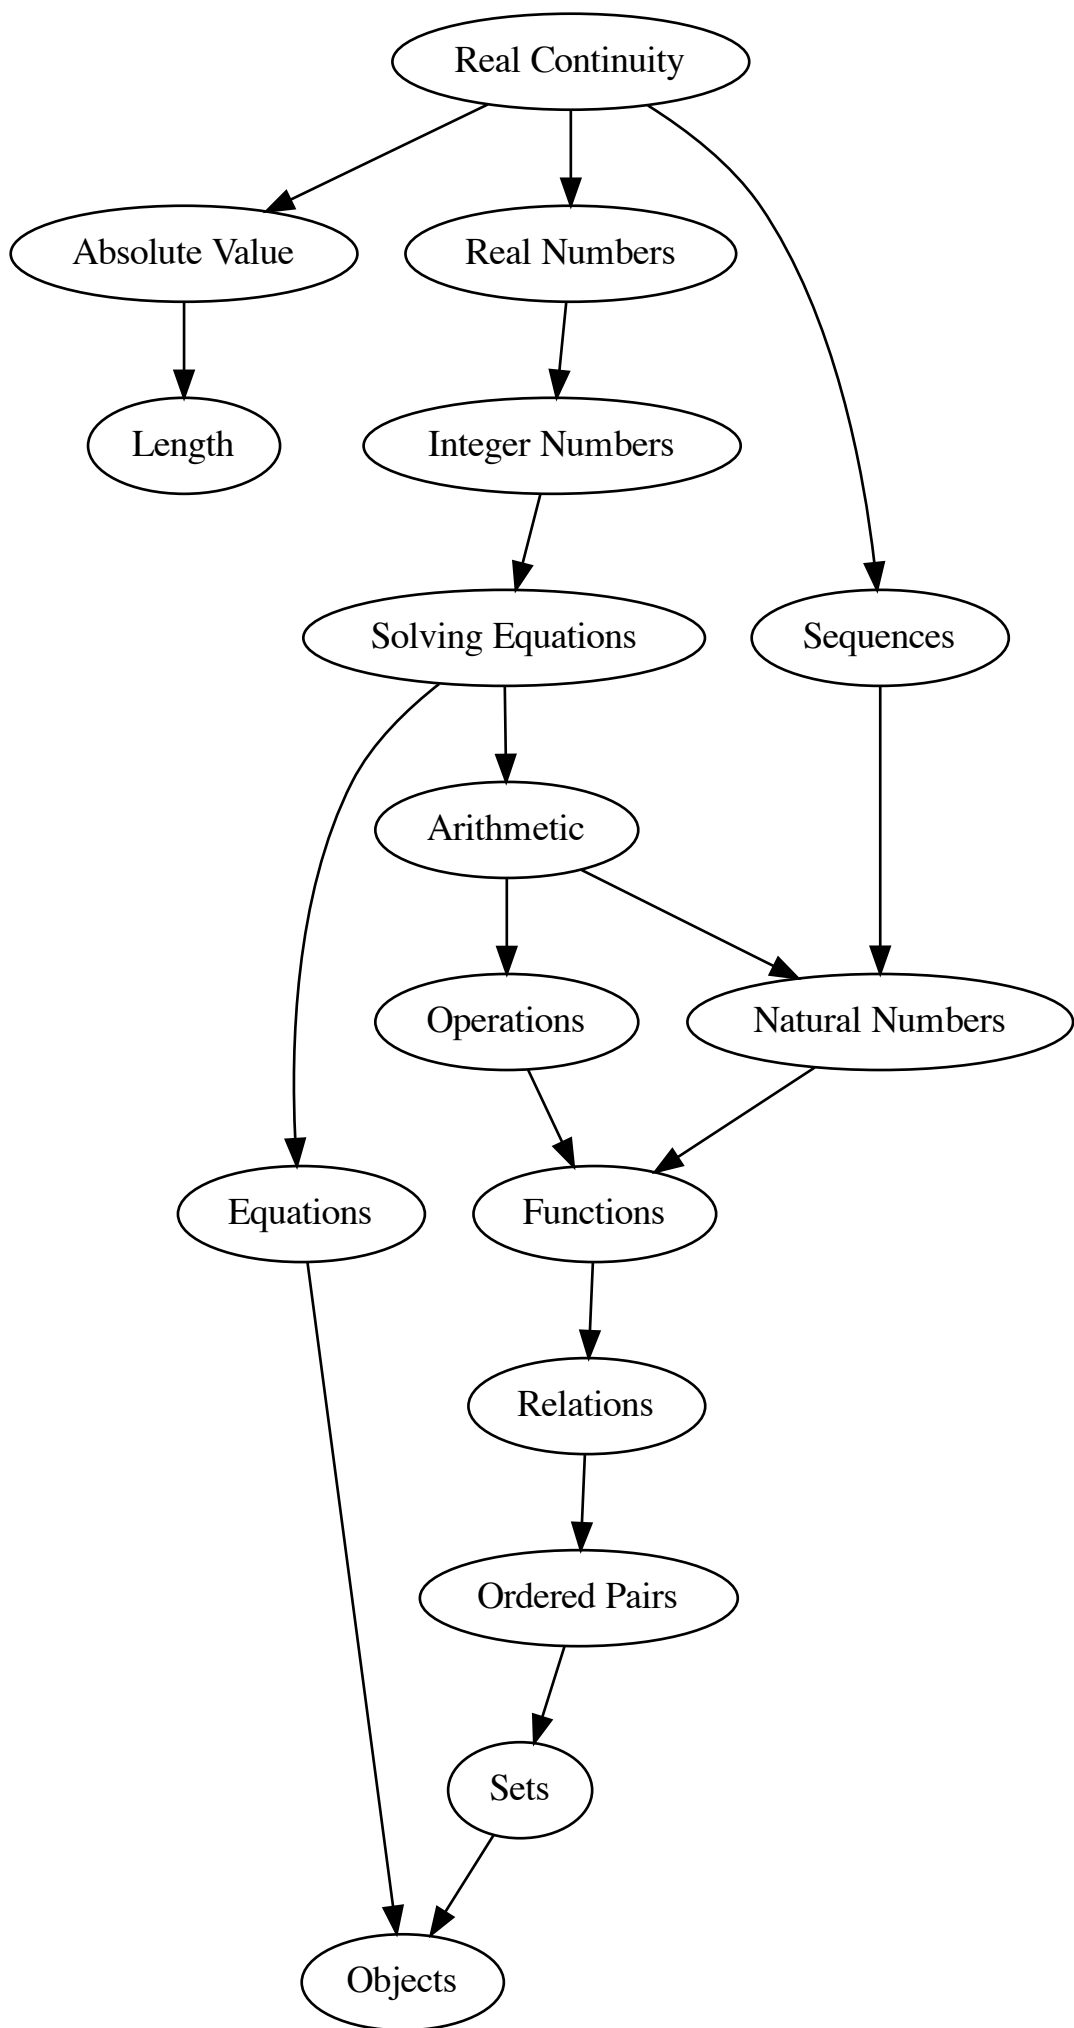 Real Continuity
Absolute Value
Real Numbers
Length
Integer Numbers
Solving Equations
Sequences
Arithmetic
Operations
Natural Numbers
Equations
Functions
Relations
Ordered Pairs
Sets
Objects